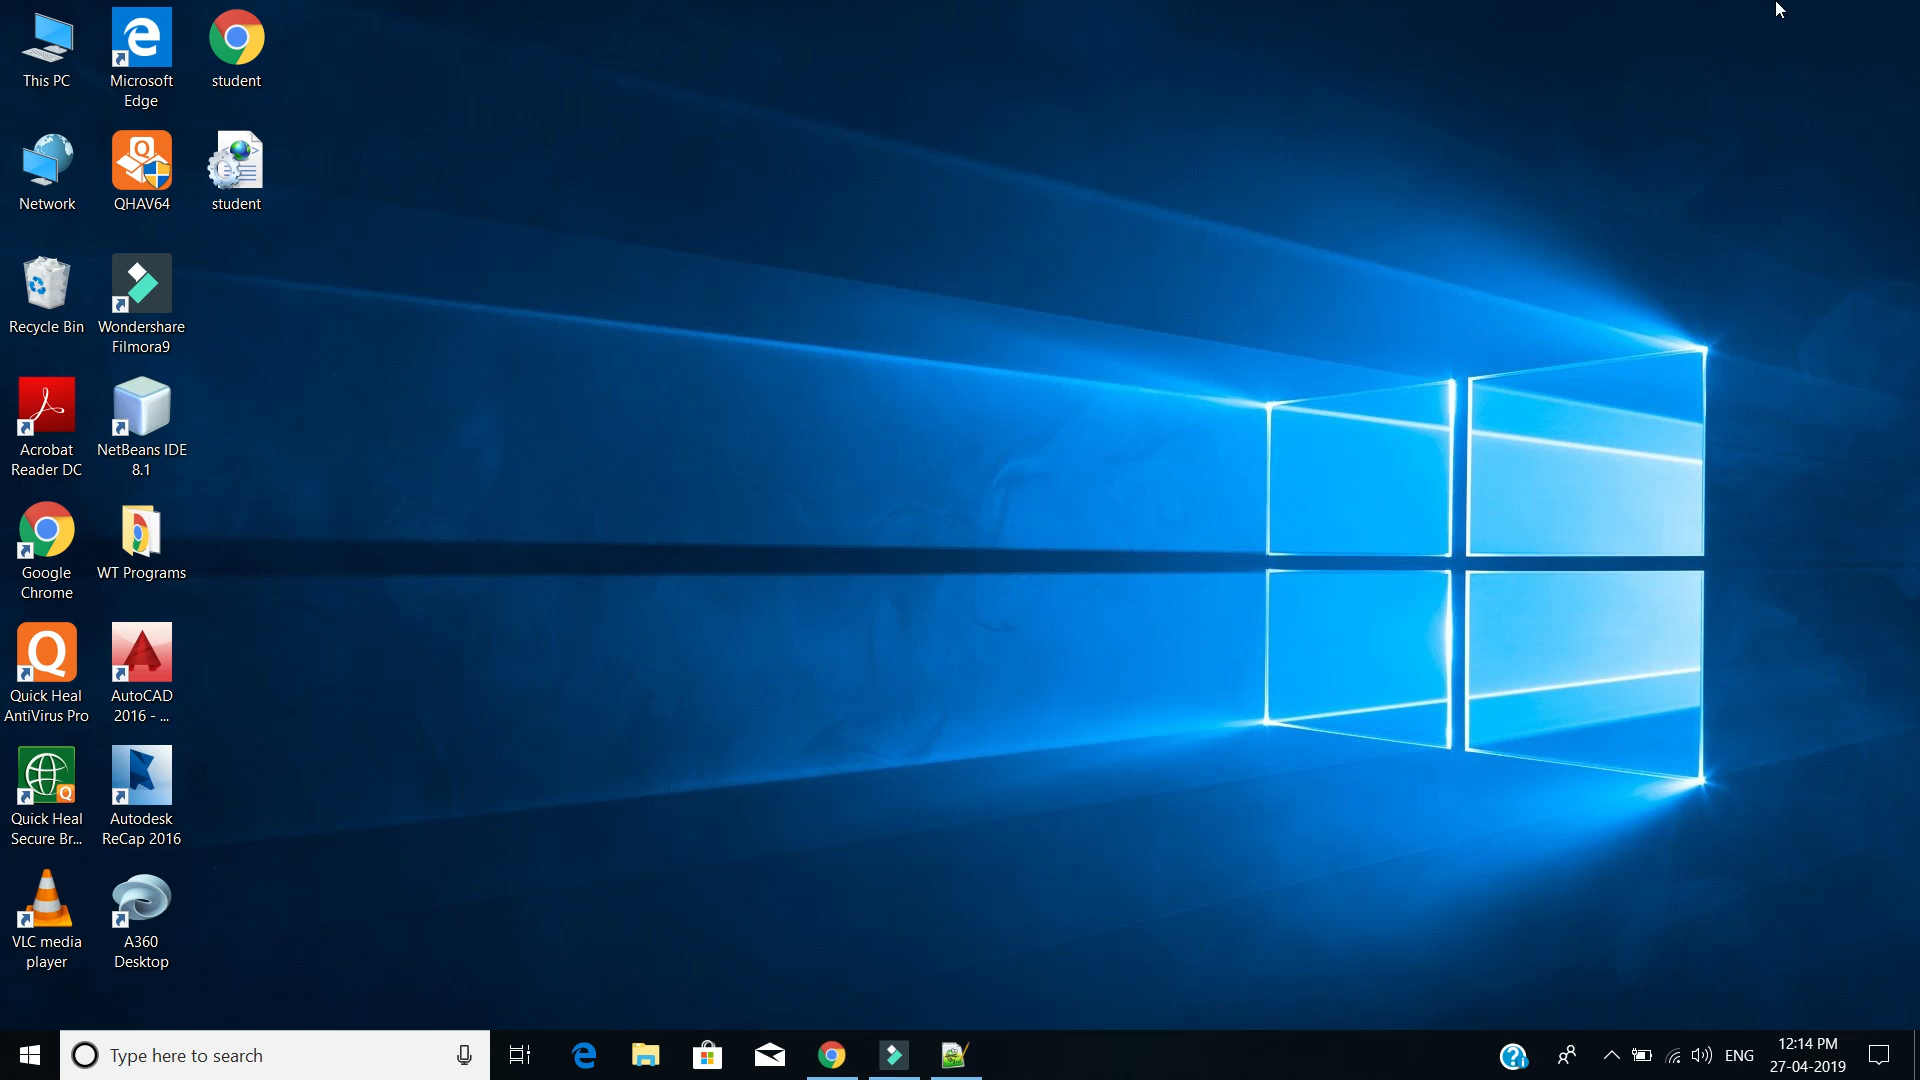 This PC
Microsoft
Edge
student
Network
QHAV64
student
Recycle Bin
Wondershare
Filmora9
Acrobat
Reader DC
NetBeans IDE
8.1
Google
Chrome
WT Programs
Quick Heal
AntiVirus Pro
AutoCAD
2016 - ...
Quick Heal
Secure Br...
Autodesk
ReCap 2016
VLC media
player
A360
Desktop
Type here to search
ENG
12:14 PM
27-04-2019